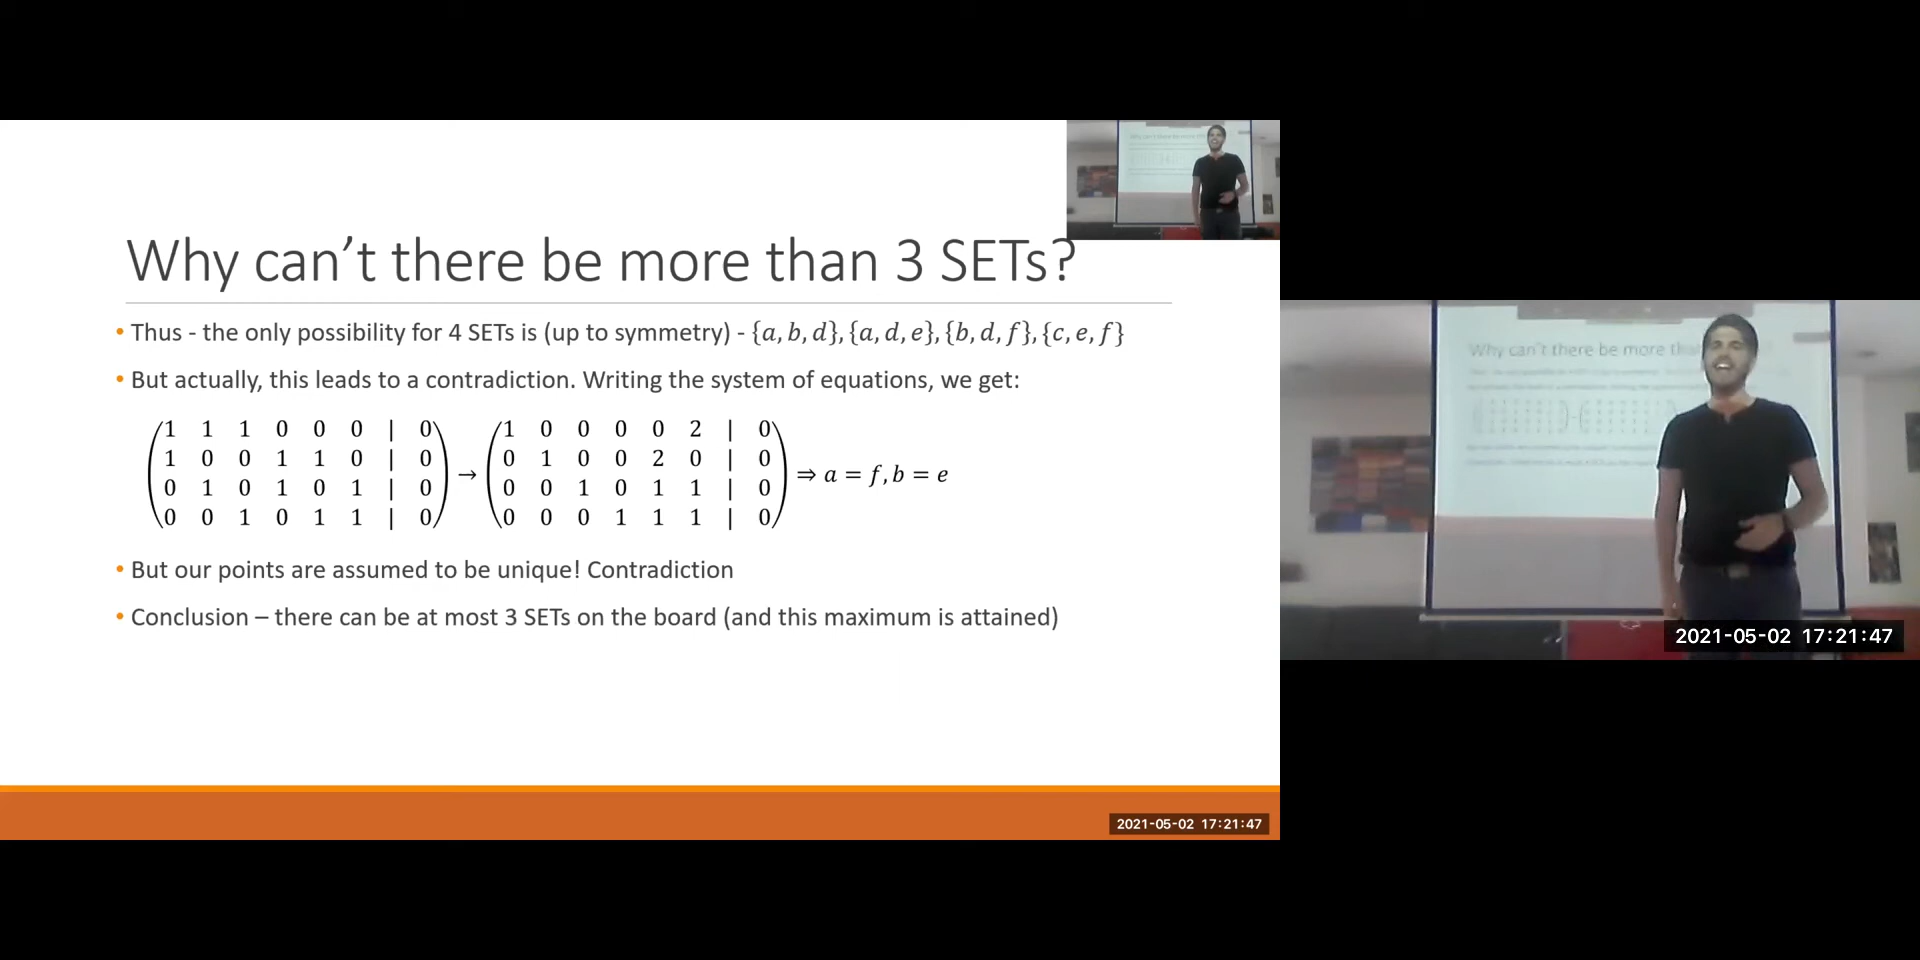 Why can't there be more than 3 SETs?
• Thus - the only possibility for 4 SETs is (up to symmetry) - {a, b, d}, {a, d, e}, {b, d, f}, {c, e, f}
• But actually, this leads to a contradiction. Writing the system of equations, we get:
(1 1 1 0 0 0 | 0) (1 0 0 0 0 2 | 0)
(1 0 0 1 1 0 | 0) (0 1 0 0 2 0 | 0)
→ ⇒ a = f, b = e
(0 1 0 1 0 1 | 0) (0 0 1 0 1 1 | 0)
(0 0 1 0 1 1 | 0) (0 0 0 1 1 1 | 0)
• But our points are assumed to be unique! Contradiction
• Conclusion – there can be at most 3 SETs on the board (and this maximum is attained)
2021-05-02 17:21:47
Why can't there be more
2021-05-02 17:21:47